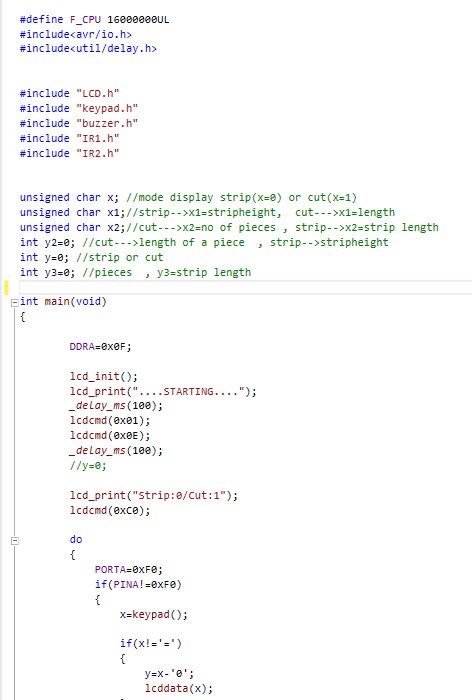 #define F_CPU 16000000UL
#include<avr/io.h>
#include<util/delay.h>
#include "LCD.h"
#include "keypad.h"
#include "buzzer.h"
#include "IR1.h"
#include "IR2.h"
unsigned char x; //mode display strip(x=0) or cut(x=1)
unsigned char x1;//strip-->x1=stripheight,  cut--->x1=length
unsigned char x2;//cut--->x2=no of pieces , strip-->x2=strip length
int y2=0; //cut--->length of a piece  , strip-->stripheight
int y=0; //strip or cut
int y3=0; //pieces  , y3=strip length
int main(void)
{
DDRA=0x0F;
lcd_init();
lcd_print("....STARTING....");
_delay_ms(100);
lcdcmd(0x01);
lcdcmd(0x0E);
_delay_ms(100);
//y=0;
lcd_print("Strip:0/Cut:1");
lcdcmd(0xC0);
do
{
PORTA=0xF0;
if(PINA!=0xF0)
{
x=keypad();
if(x!='=')
{
y=x-'0';
lcddata(x);